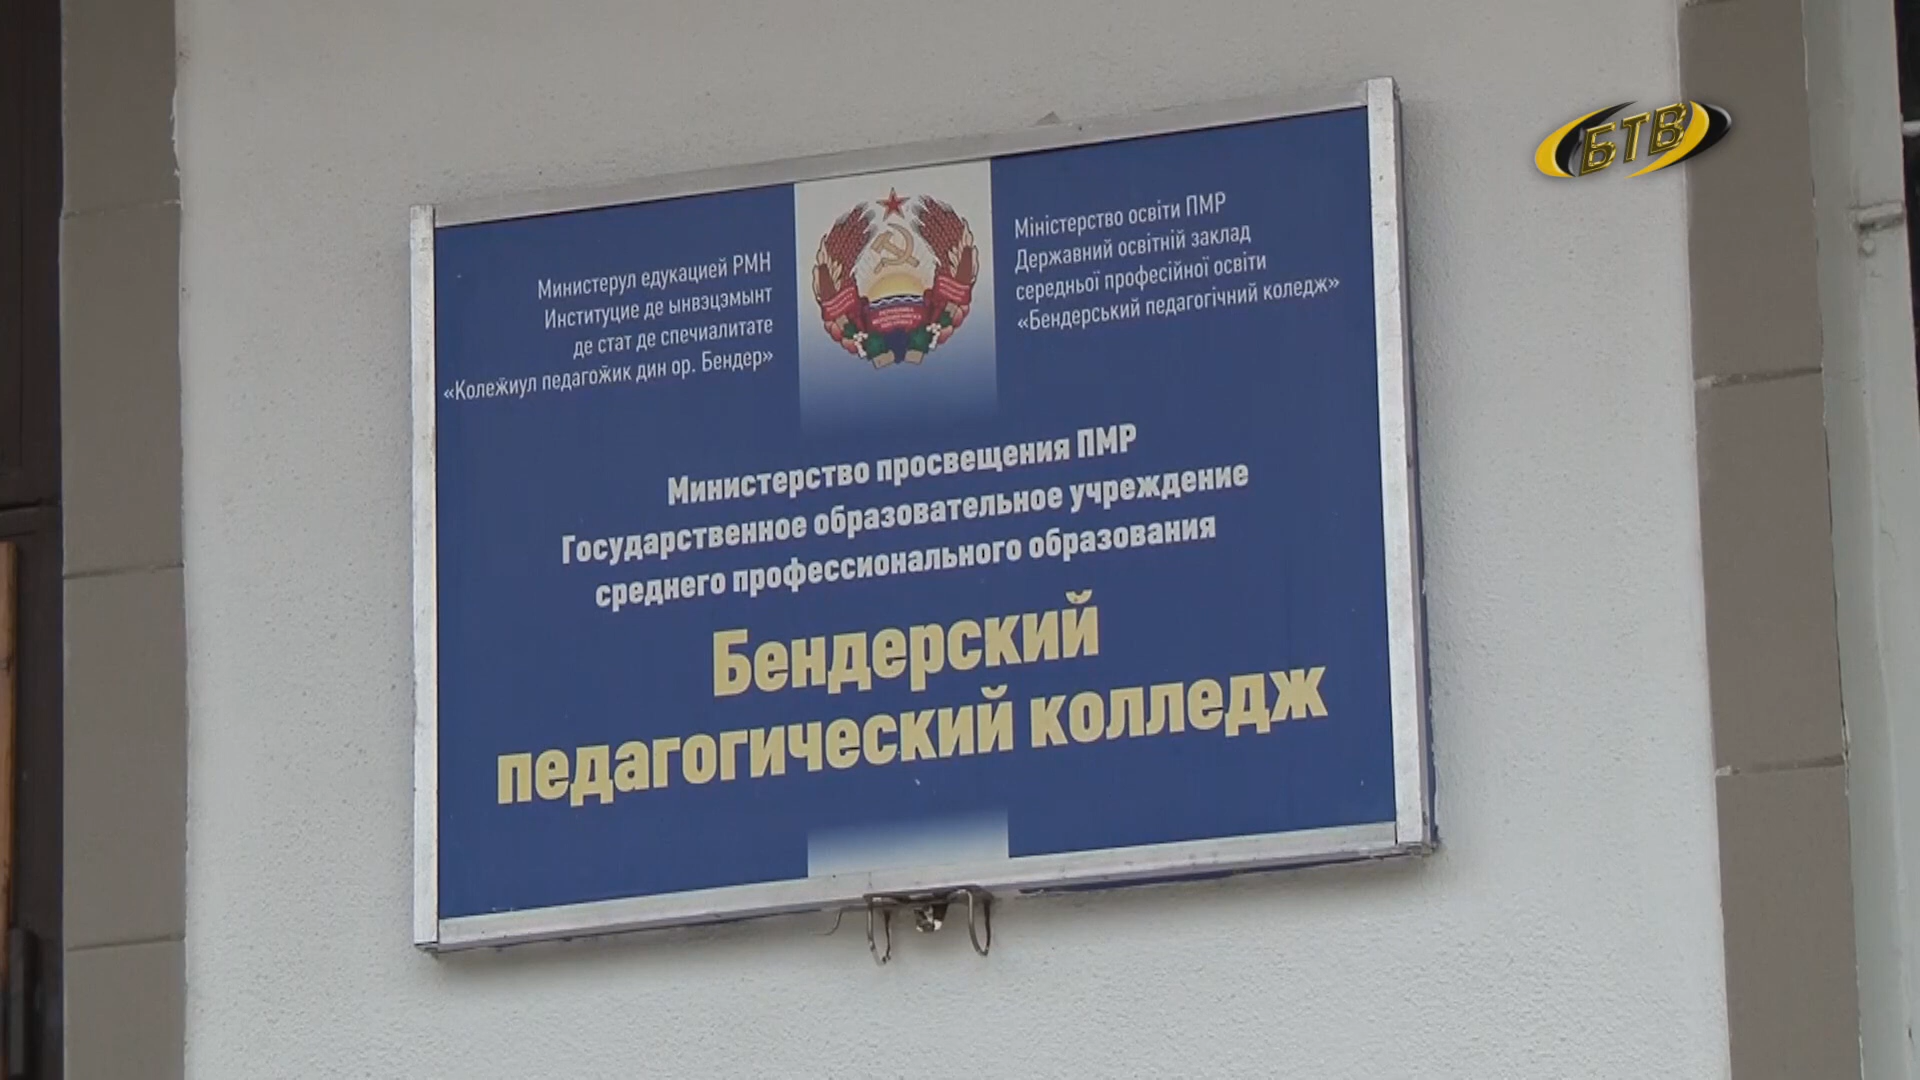 БТВ
Министерул едукацией РМН
Институцие де ынвэцэмынт
де стат де спечиалитате
«Колеӂиул педагоӂик дин ор. Бендер»
Міністерство освіти ПМР
Державний освітній заклад
середньої професійної освіти
«Бендерський педагогічний коледж»
Министерство просвещения ПМР
Государственное образовательное учреждение
среднего профессионального образования
Бендерский
педагогический колледж